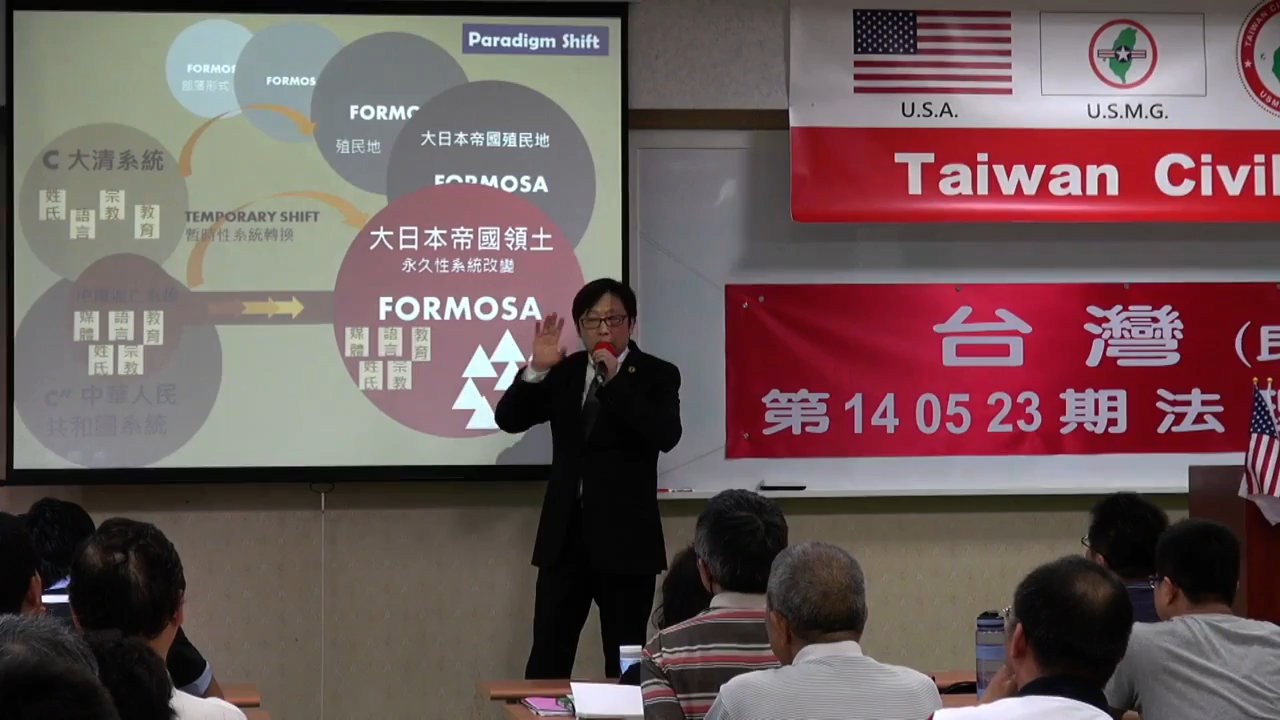 Paradigm Shift
FORMOS
部落形式
FORMOS
FORMO
殖民地
大日本帝國殖民地
FORMOSA
C 大清系統
姓氏
語言
宗教
教育
TEMPORARY SHIFT
暫時性系統轉換
大日本帝國領土
永久性系統改變
FORMOSA
媒體
語言
教育
姓氏
宗教
媒體
語言
教育
姓氏
宗教
C" 中華人民
共和國系統
U.S.A.
U.S.M.G.
Taiwan Civil
台灣 (
第 14 05 23 期 法